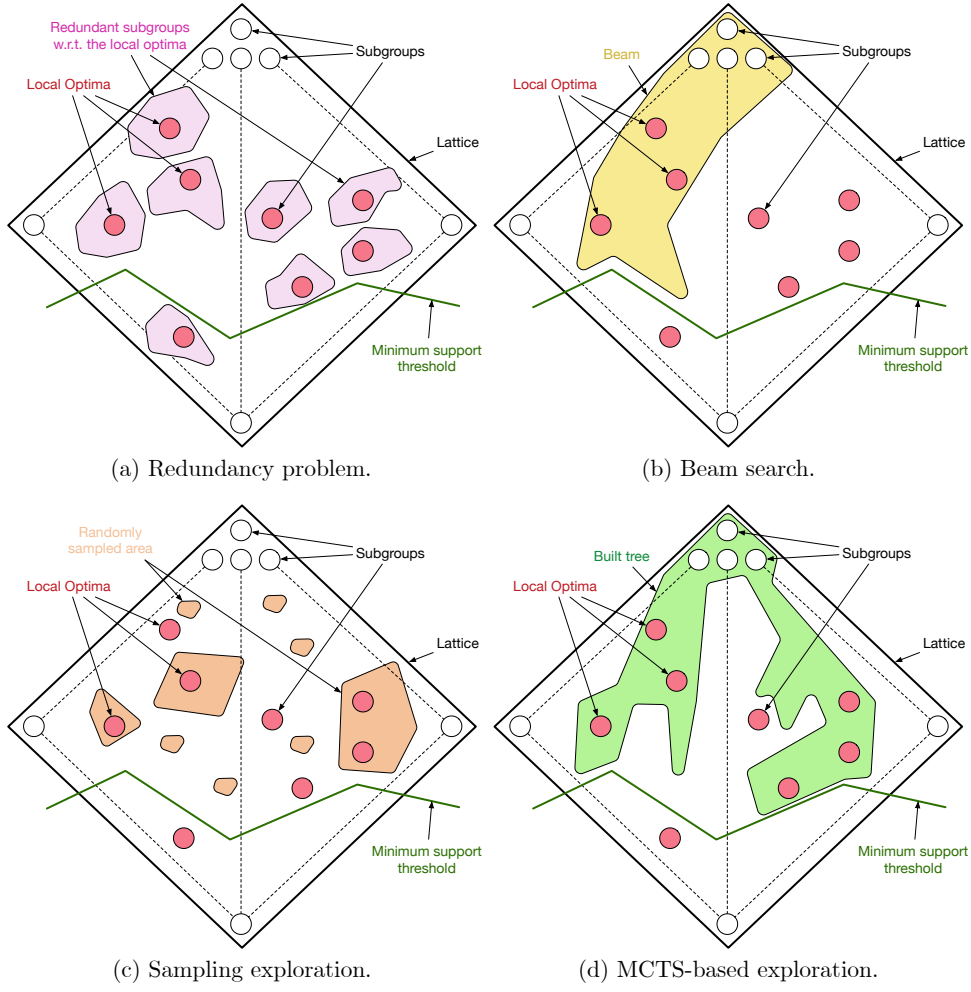 Redundant subgroups
w.r.t. the local optima
Subgroups
Local Optima
Lattice
Minimum support
threshold
(a) Redundancy problem.
Beam
Subgroups
Local Optima
Lattice
Minimum support
threshold
(b) Beam search.
Randomly
sampled area
Subgroups
Local Optima
Lattice
Minimum support
threshold
(c) Sampling exploration.
Built tree
Subgroups
Local Optima
Lattice
Minimum support
threshold
(d) MCTS-based exploration.